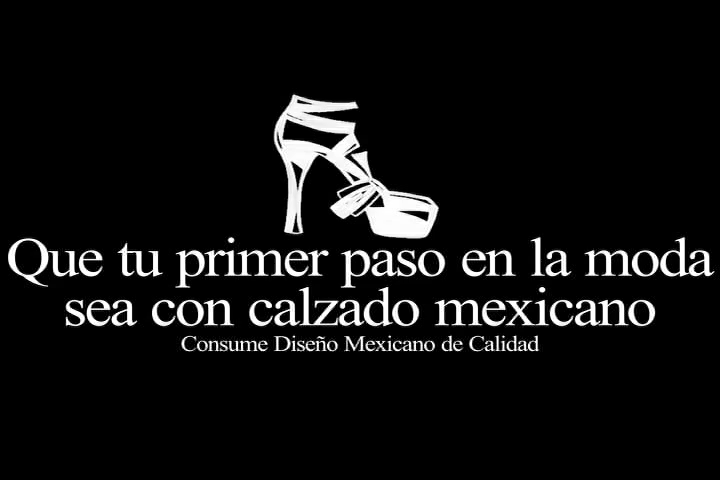 Que tu primer paso en la moda
sea con calzado mexicano
Consume Diseño Mexicano de Calidad